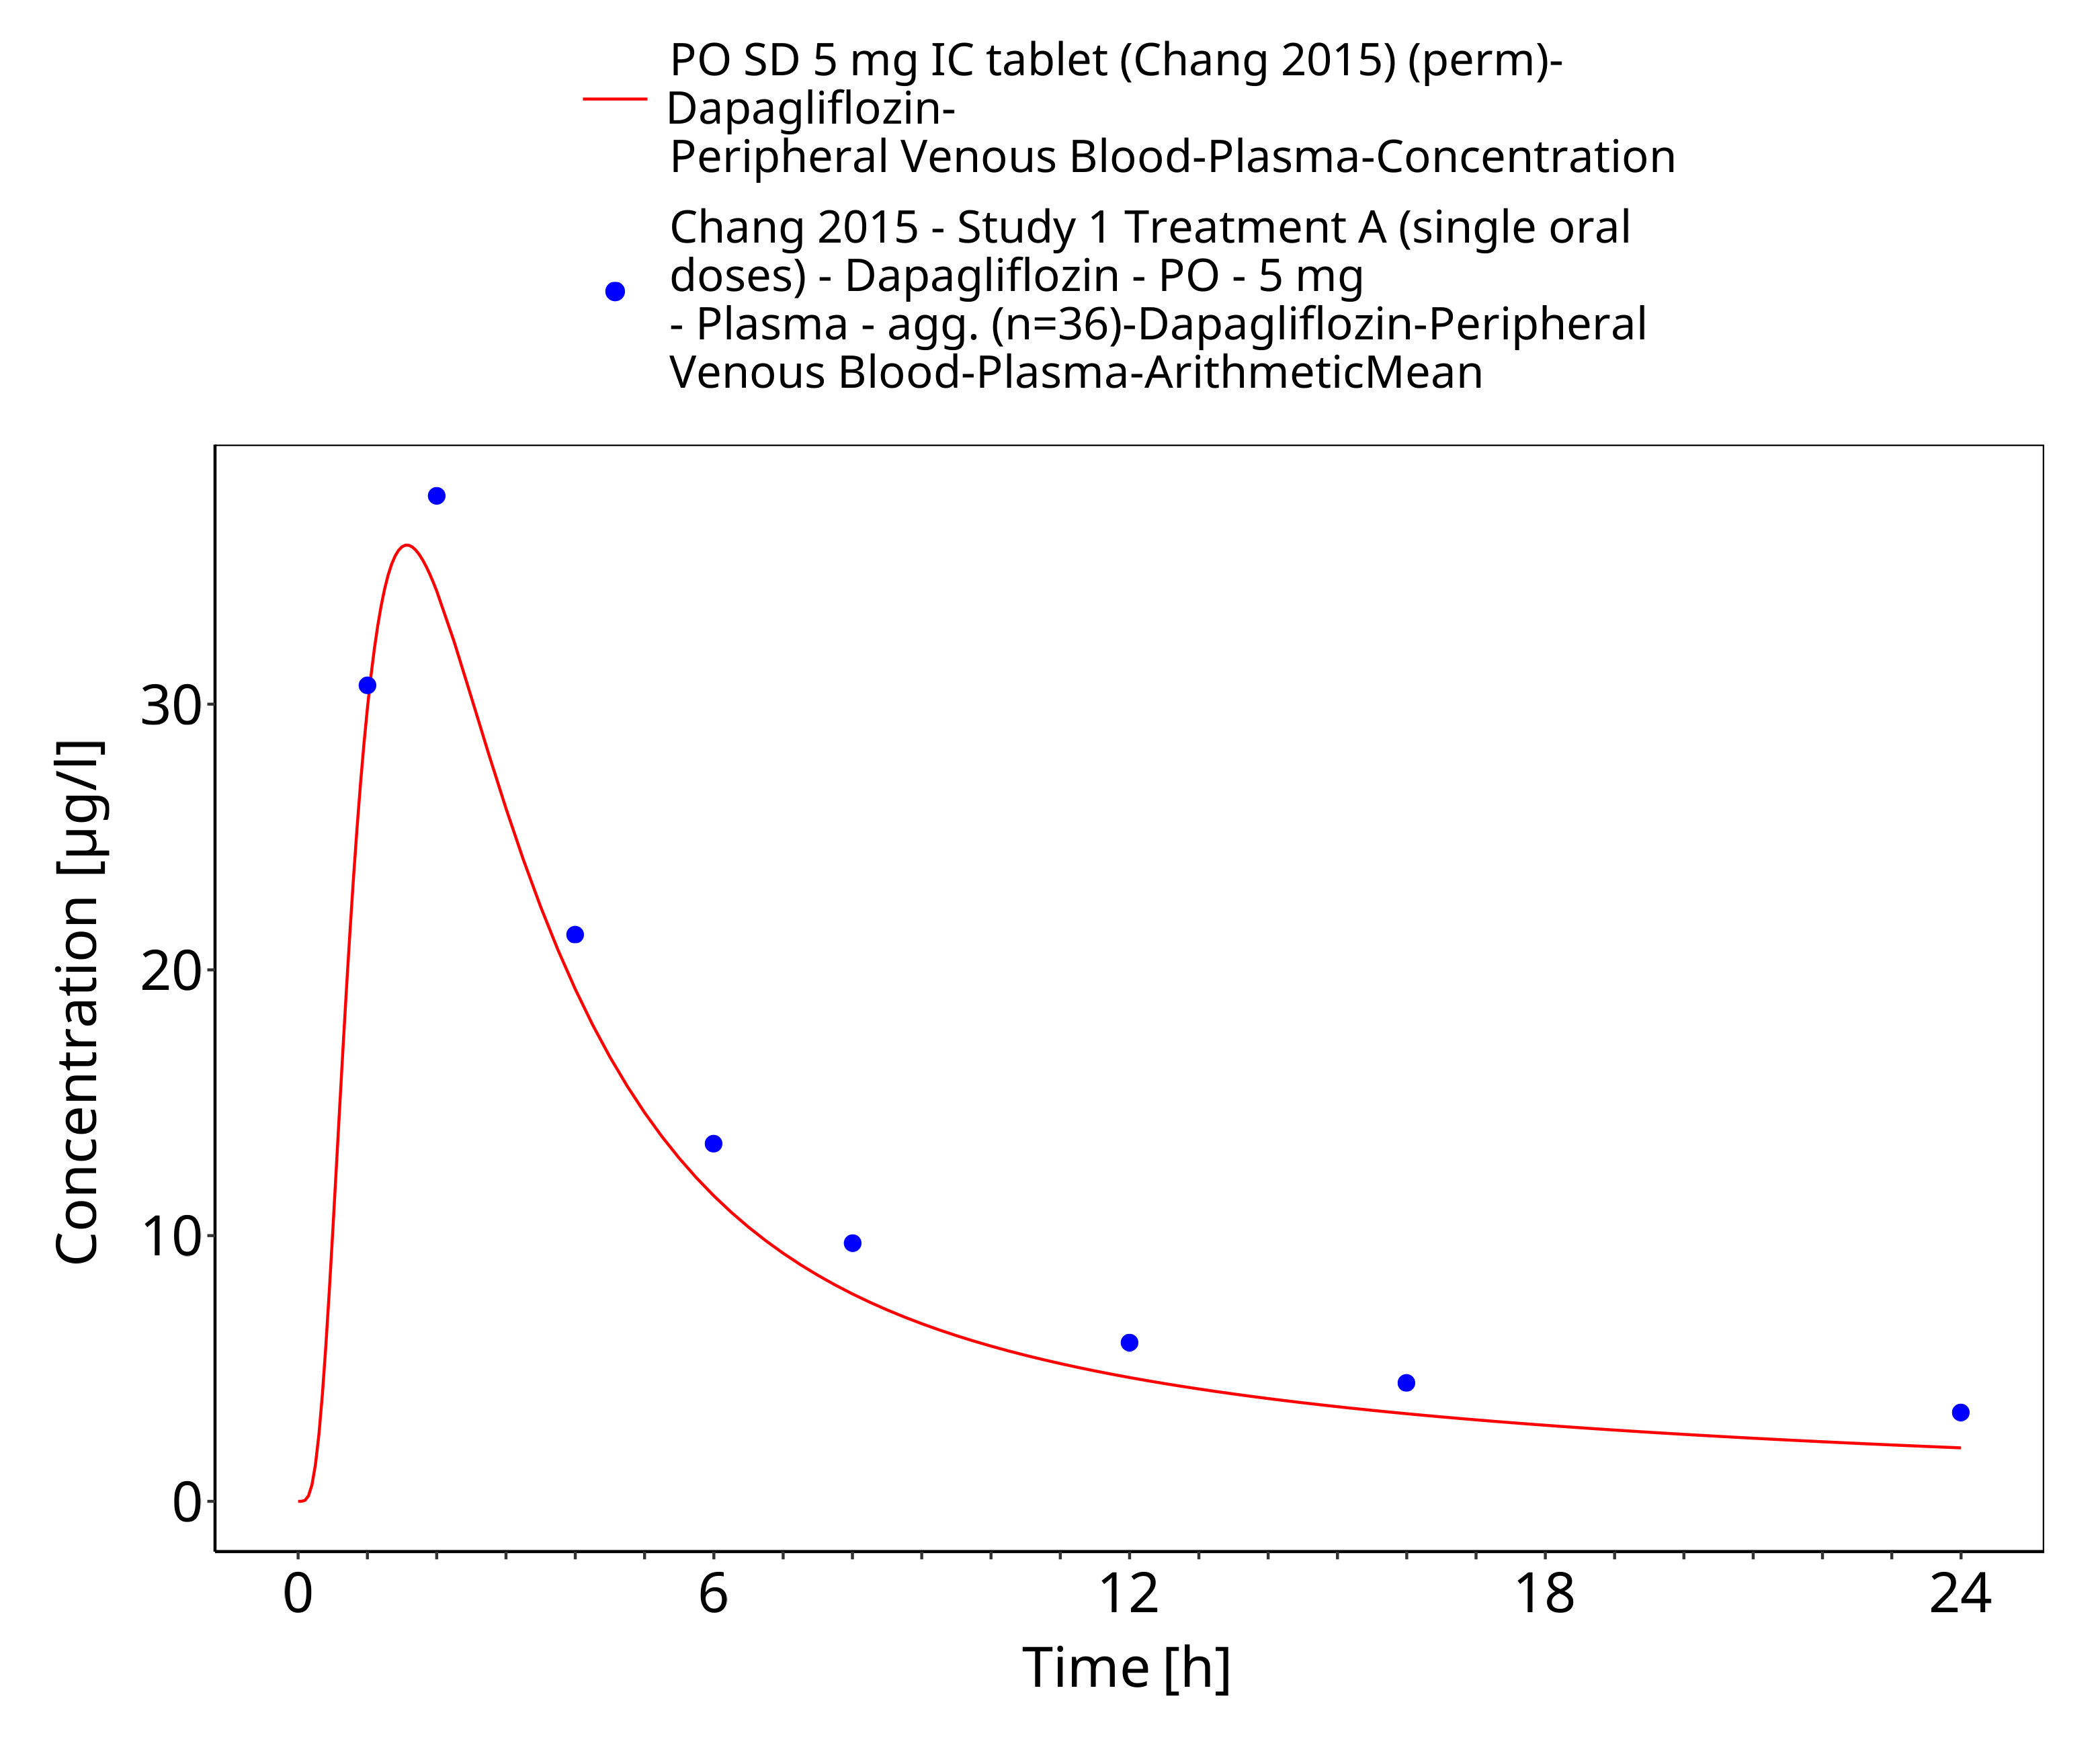 PO SD 5 mg IC tablet (Chang 2015) (perm)-
Dapagliflozin-
Peripheral Venous Blood-Plasma-Concentration
Chang 2015 - Study 1 Treatment A (single oral
doses) - Dapagliflozin - PO - 5 mg
- Plasma - agg. (n=36)-Dapagliflozin-Peripheral
Venous Blood-Plasma-ArithmeticMean
Concentration [µg/l]
30
20
10
0
0 6 12 18 24
Time [h]